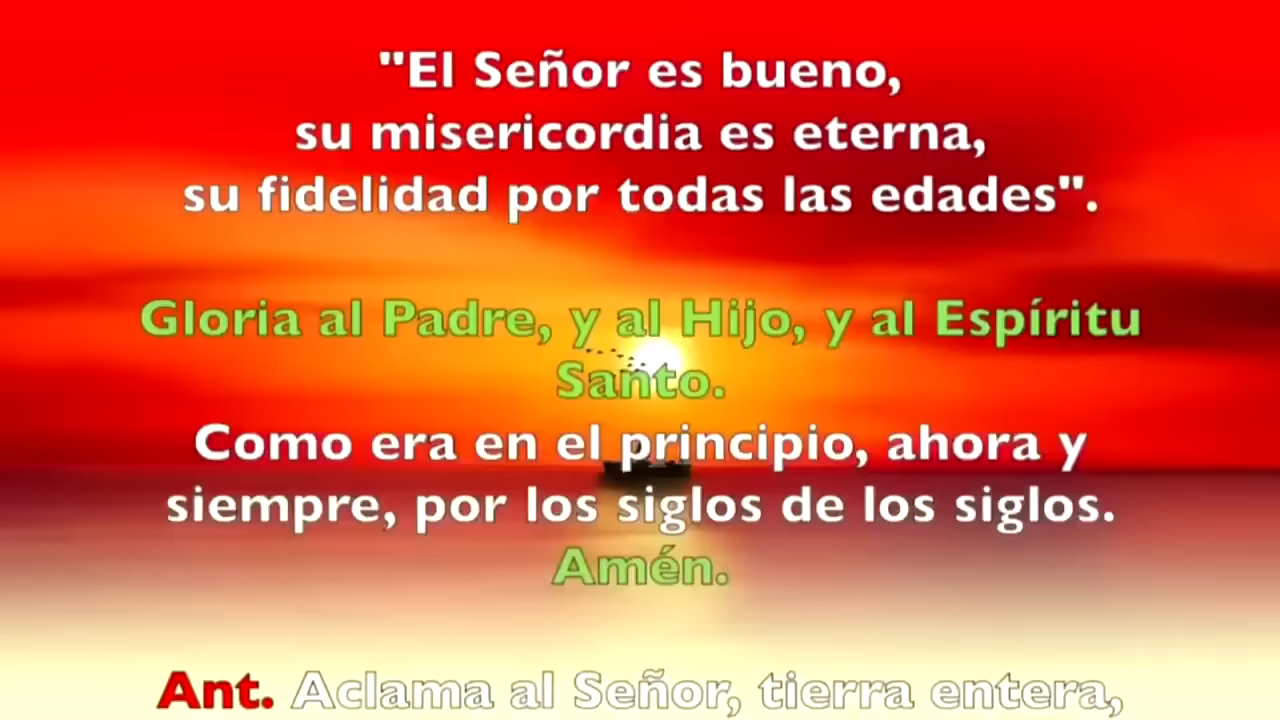 "El Señor es bueno,
su misericordia es eterna,
su fidelidad por todas las edades".
Gloria al Padre, y al Hijo, y al Espíritu
Santo.
Como era en el principio, ahora y
siempre, por los siglos de los siglos.
Amén.
Ant. Aclama al Señor, tierra entera,